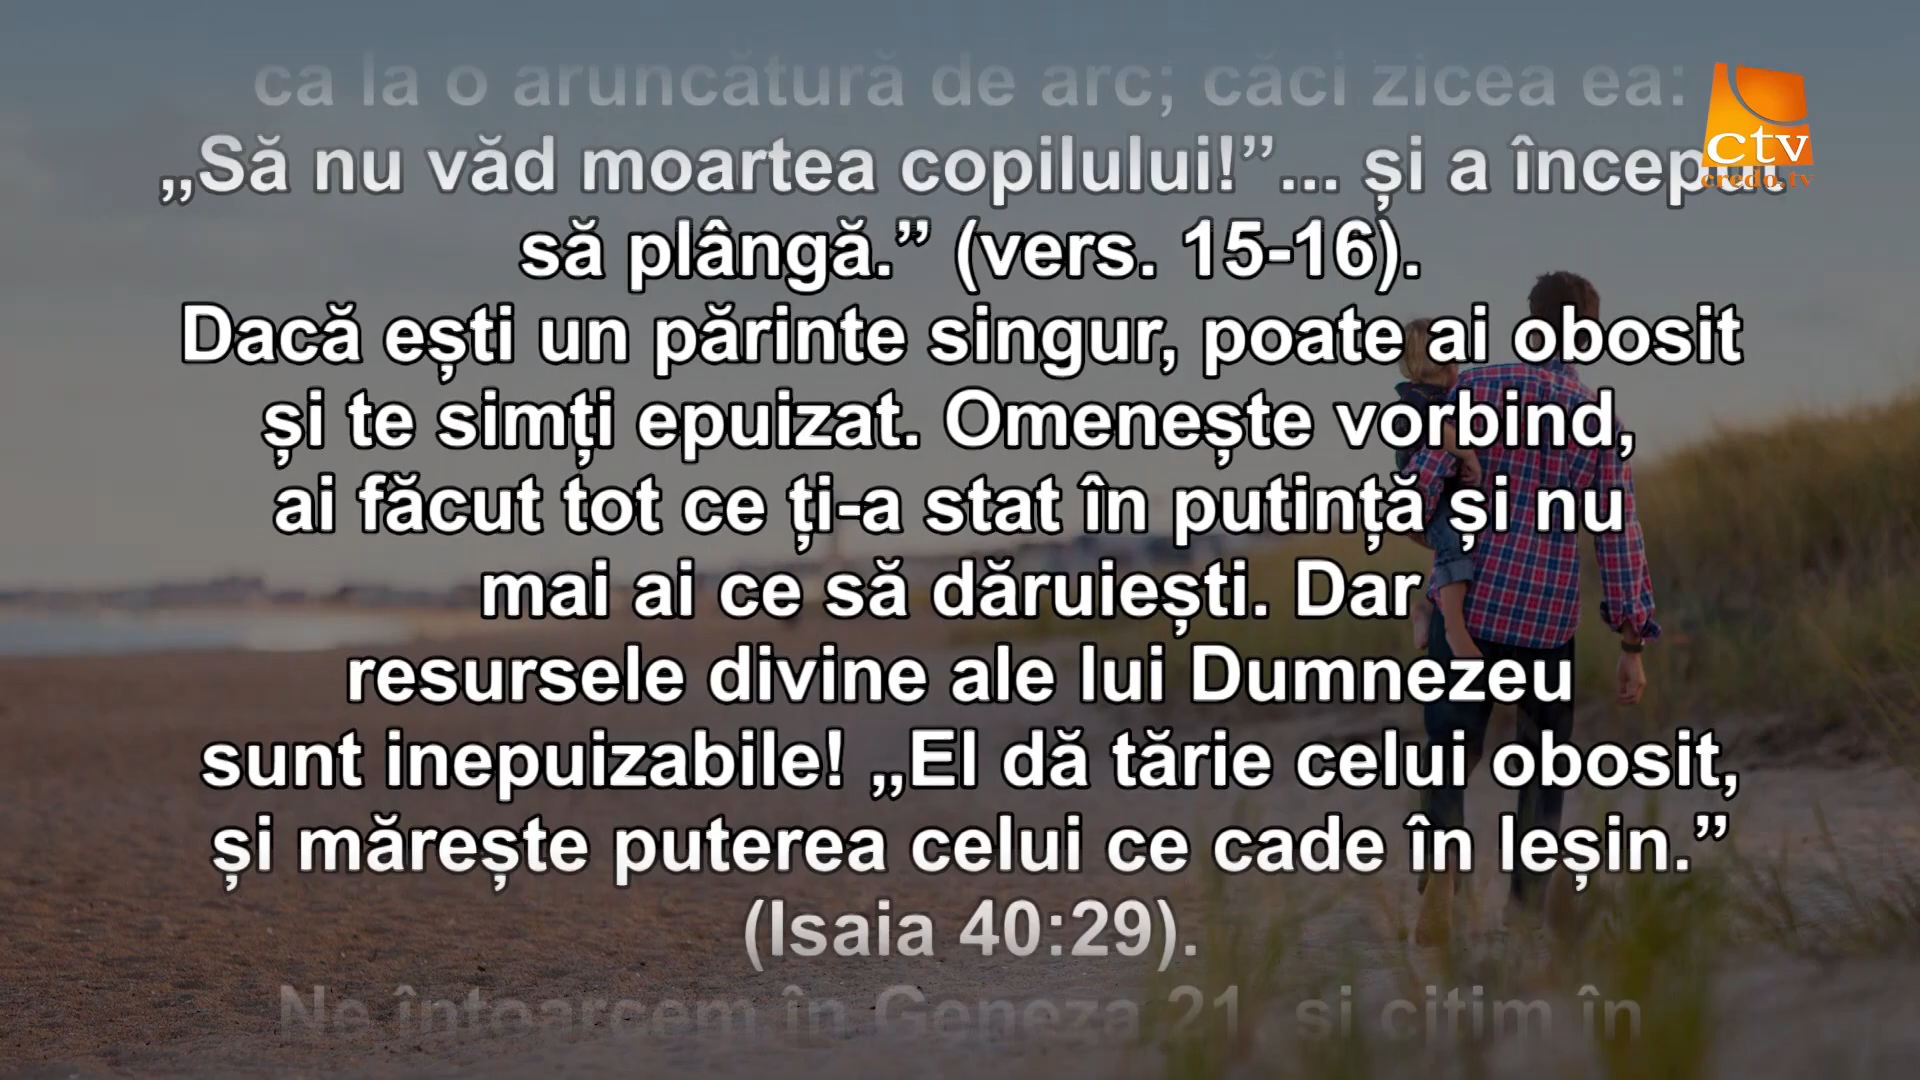 ca la o aruncătură de arc; căci zicea ea:
„Să nu văd moartea copilului!”... și a început
să plângă.” (vers. 15-16).
Dacă ești un părinte singur, poate ai obosit
și te simți epuizat. Omenește vorbind,
ai făcut tot ce ți-a stat în putință și nu
mai ai ce să dăruiești. Dar
resursele divine ale lui Dumnezeu
sunt inepuizabile! „El dă tărie celui obosit,
și mărește puterea celui ce cade în leșin.”
(Isaia 40:29).
Ne întoarcem în Geneza 21, și citim în
ctv
credo.tv